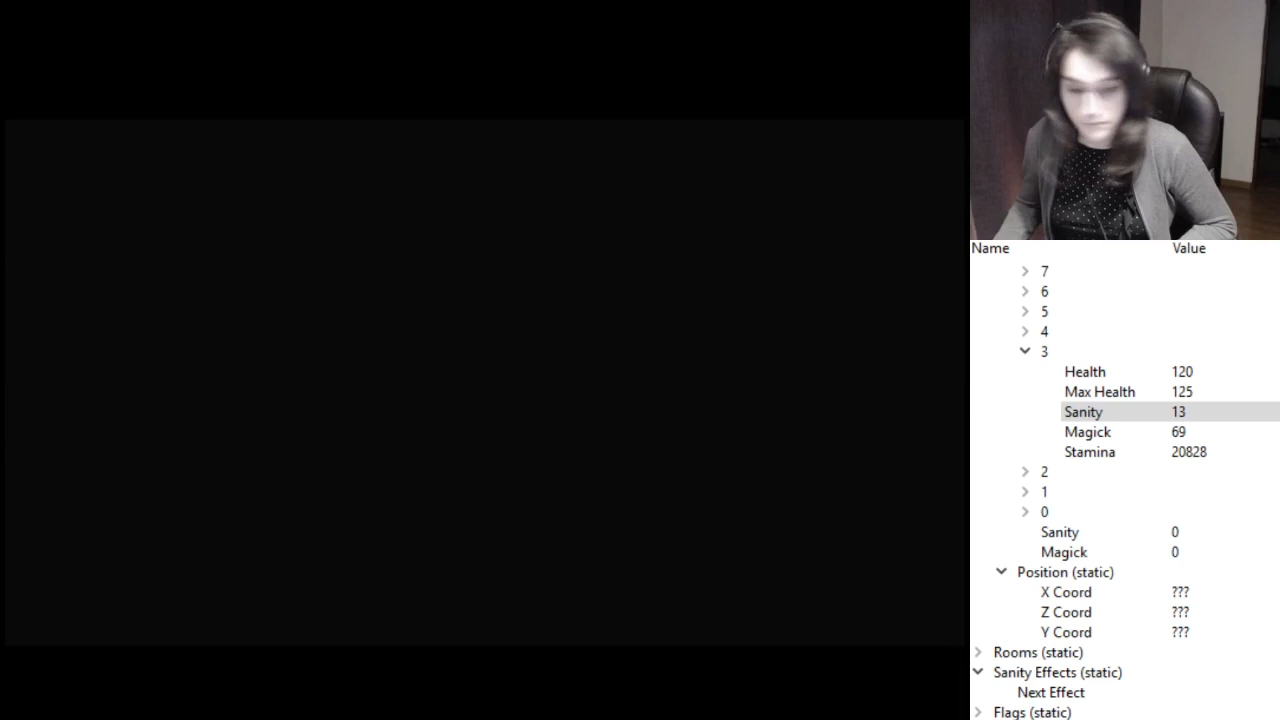 Name Value
7
6
5
4
3
Health 120
Max Health 125
Sanity 13
Magick 69
Stamina 20828
2
1
0
Sanity 0
Magick 0
Position (static)
X Coord ???
Z Coord ???
Y Coord ???
Rooms (static)
Sanity Effects (static)
Next Effect
Flags (static)